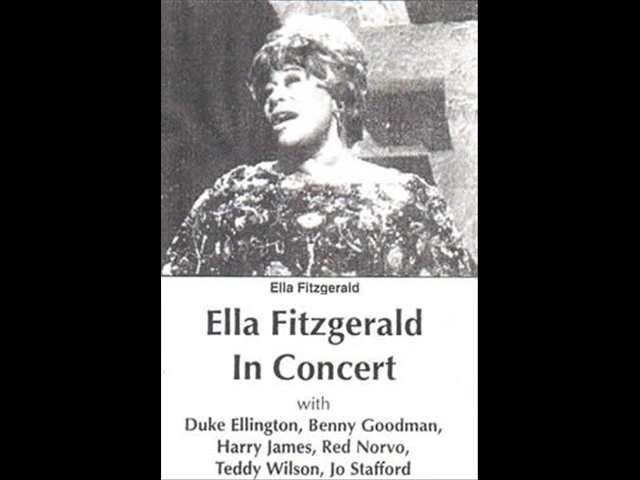 Ella Fitzgerald
Ella Fitzgerald
In Concert
with
Duke Ellington, Benny Goodman,
Harry James, Red Norvo,
Teddy Wilson, Jo Stafford